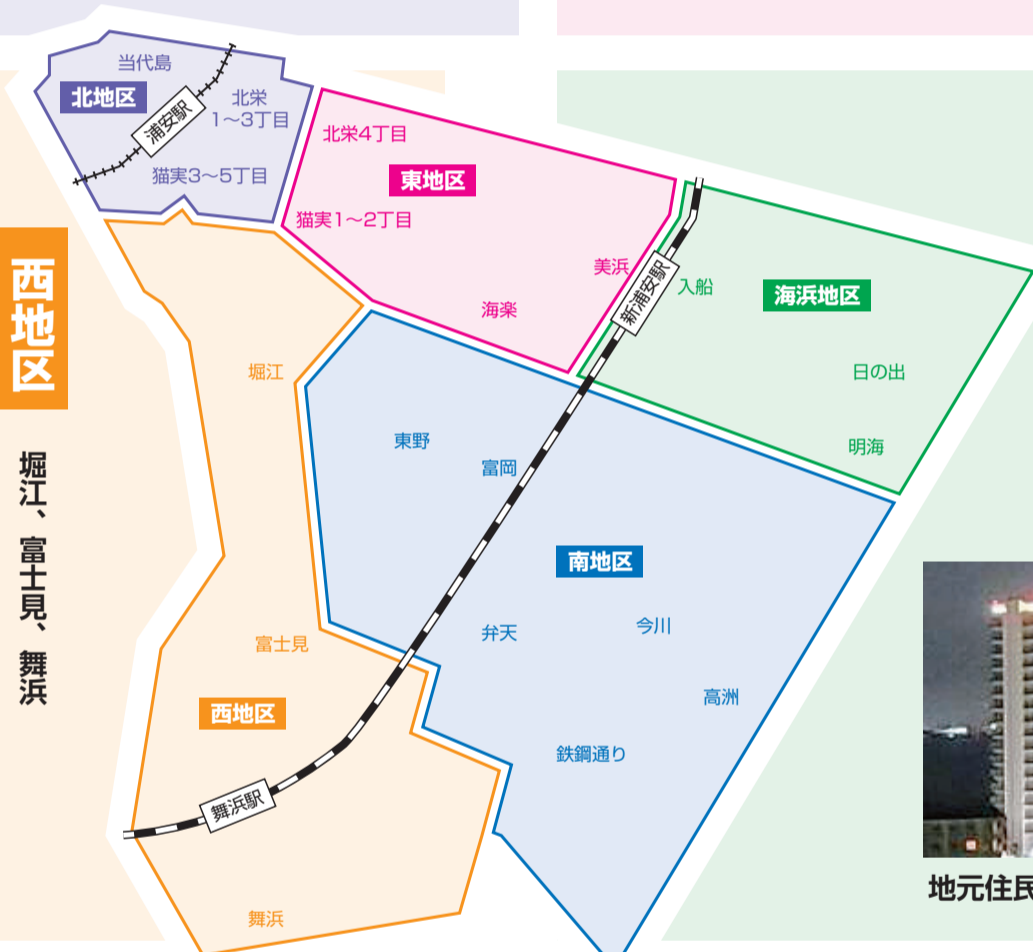 当代島
北地区
浦安駅
北栄
1〜3丁目
猫実3〜5丁目
北栄4丁目
東地区
猫実1〜2丁目
美浜
海楽
新浦安駅
入船
海浜地区
日の出
明海
西地区
堀江、富士見、舞浜
堀江
東野
富岡
南地区
弁天
今川
富士見
高洲
西地区
鉄鋼通り
舞浜駅
舞浜
地元住民